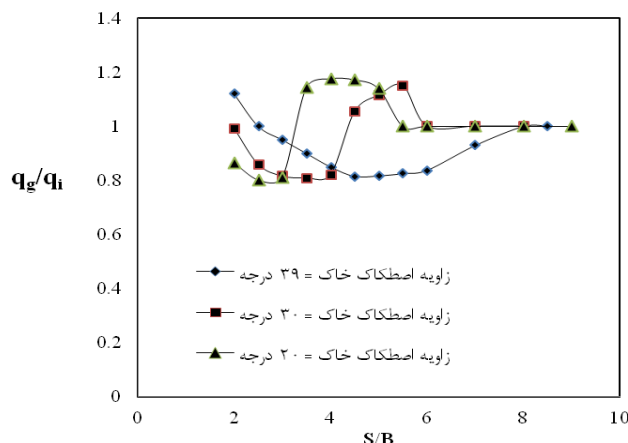 1.4
1.2
1
0.8
0.6
0.4
0.2
0
qg/qi
زاویه اصطکاک خاک = ۳۹ درجه
زاویه اصطکاک خاک = ۳۰ درجه
زاویه اصطکاک خاک = ۲۰ درجه
0 2 4 6 8 10
S/B